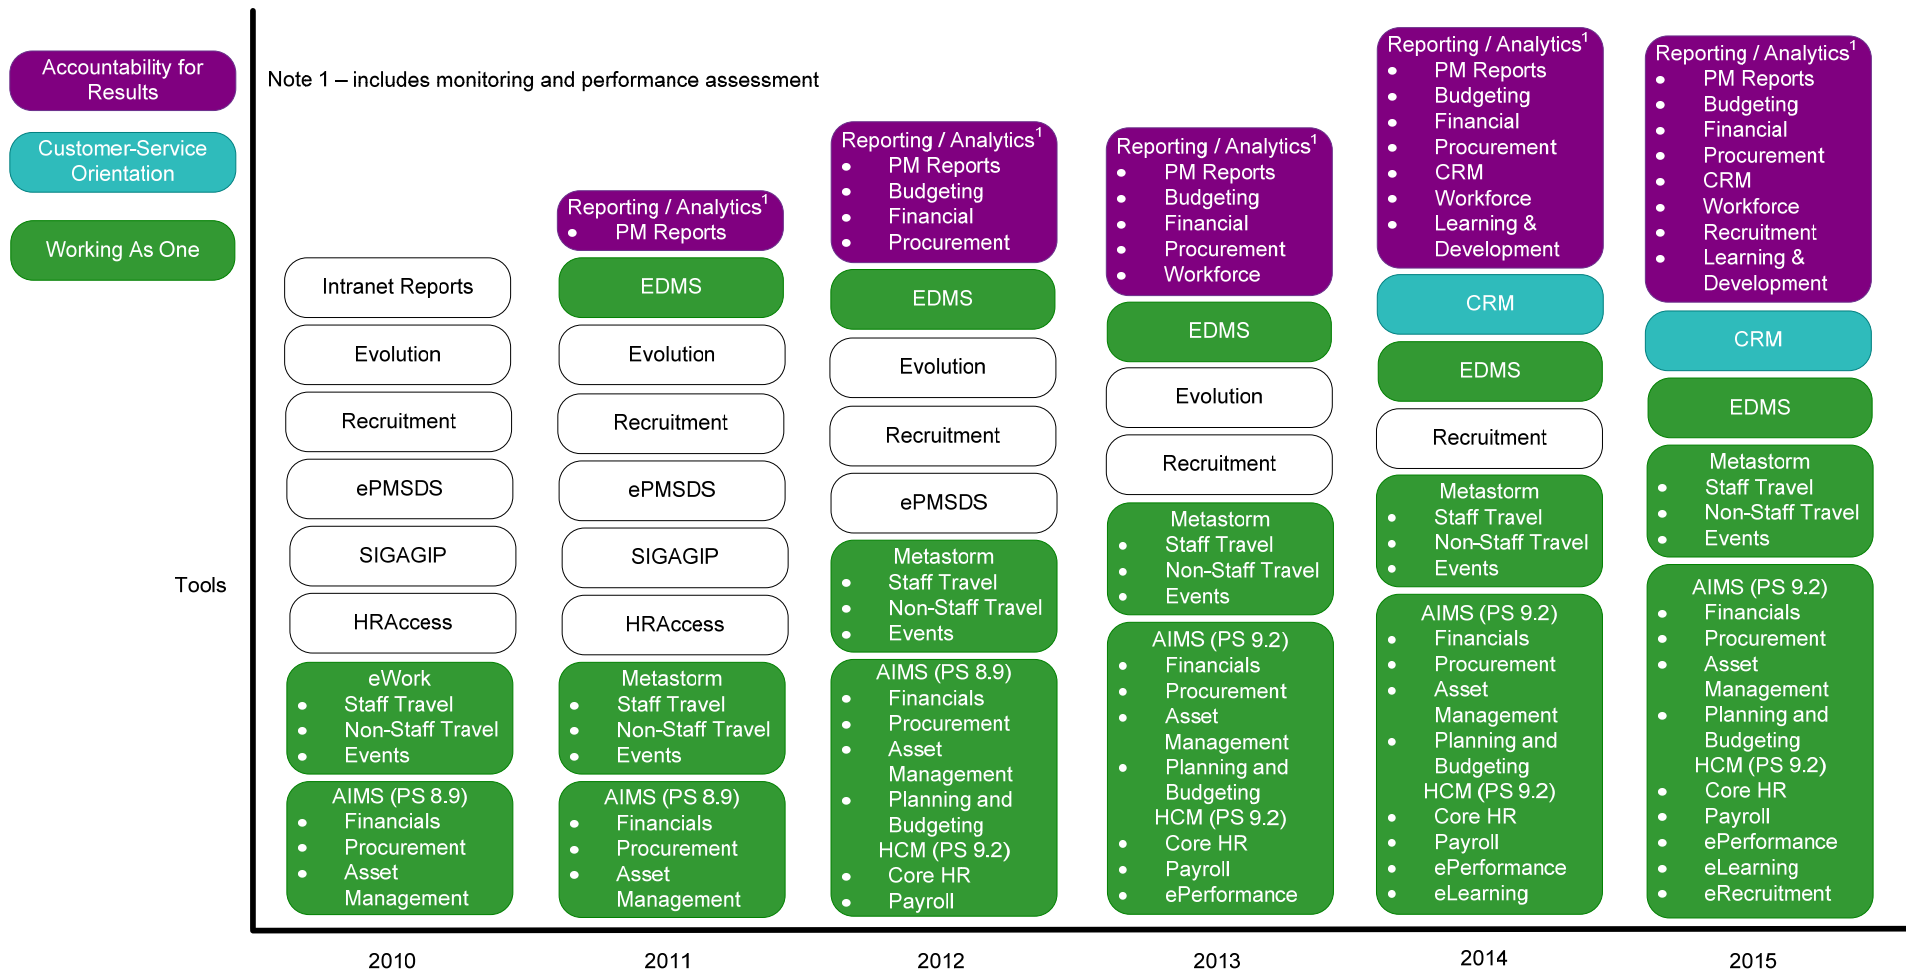 Accountability for
Results
Customer-Service
Orientation
Working As One
Note 1 – includes monitoring and performance assessment
Tools
Intranet Reports
Evolution
Recruitment
ePMSDS
SIGAGIP
HRAccess
eWork
• Staff Travel
• Non-Staff Travel
• Events
AIMS (PS 8.9)
• Financials
• Procurement
• Asset
Management
2010
Reporting / Analytics¹
• PM Reports
EDMS
Evolution
Recruitment
ePMSDS
SIGAGIP
HRAccess
Metastorm
• Staff Travel
• Non-Staff Travel
• Events
AIMS (PS 8.9)
• Financials
• Procurement
• Asset
Management
2011
Reporting / Analytics¹
• PM Reports
• Budgeting
• Financial
• Procurement
EDMS
Evolution
Recruitment
ePMSDS
Metastorm
• Staff Travel
• Non-Staff Travel
• Events
AIMS (PS 8.9)
• Financials
• Procurement
• Asset
Management
• Planning and
Budgeting
HCM (PS 9.2)
• Core HR
• Payroll
2012
Reporting / Analytics¹
• PM Reports
• Budgeting
• Financial
• Procurement
• Workforce
EDMS
Evolution
Recruitment
Metastorm
• Staff Travel
• Non-Staff Travel
• Events
AIMS (PS 9.2)
• Financials
• Procurement
• Asset
Management
• Planning and
Budgeting
HCM (PS 9.2)
• Core HR
• Payroll
• ePerformance
2013
Reporting / Analytics¹
• PM Reports
• Budgeting
• Financial
• Procurement
• CRM
• Workforce
• Learning &
Development
CRM
EDMS
Recruitment
Metastorm
• Staff Travel
• Non-Staff Travel
• Events
AIMS (PS 9.2)
• Financials
• Procurement
• Asset
Management
• Planning and
Budgeting
HCM (PS 9.2)
• Core HR
• Payroll
• ePerformance
• eLearning
2014
Reporting / Analytics¹
• PM Reports
• Budgeting
• Financial
• Procurement
• CRM
• Workforce
• Recruitment
• Learning &
Development
CRM
EDMS
Metastorm
• Staff Travel
• Non-Staff Travel
• Events
AIMS (PS 9.2)
• Financials
• Procurement
• Asset
Management
• Planning and
Budgeting
HCM (PS 9.2)
• Core HR
• Payroll
• ePerformance
• eLearning
• eRecruitment
2015